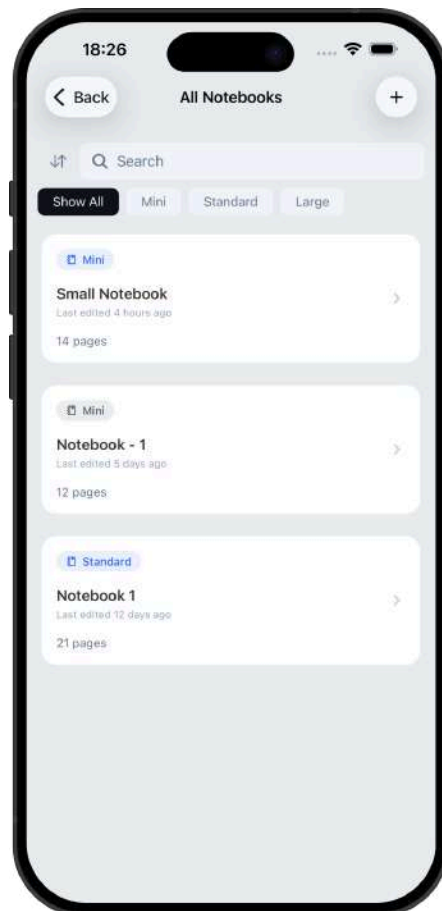 18:26
Back
All Notebooks
+
Search
Show All
Mini
Standard
Large
Mini
Small Notebook
Last edited 4 hours ago
14 pages
Mini
Notebook - 1
Last edited 5 days ago
12 pages
Standard
Notebook 1
Last edited 12 days ago
21 pages